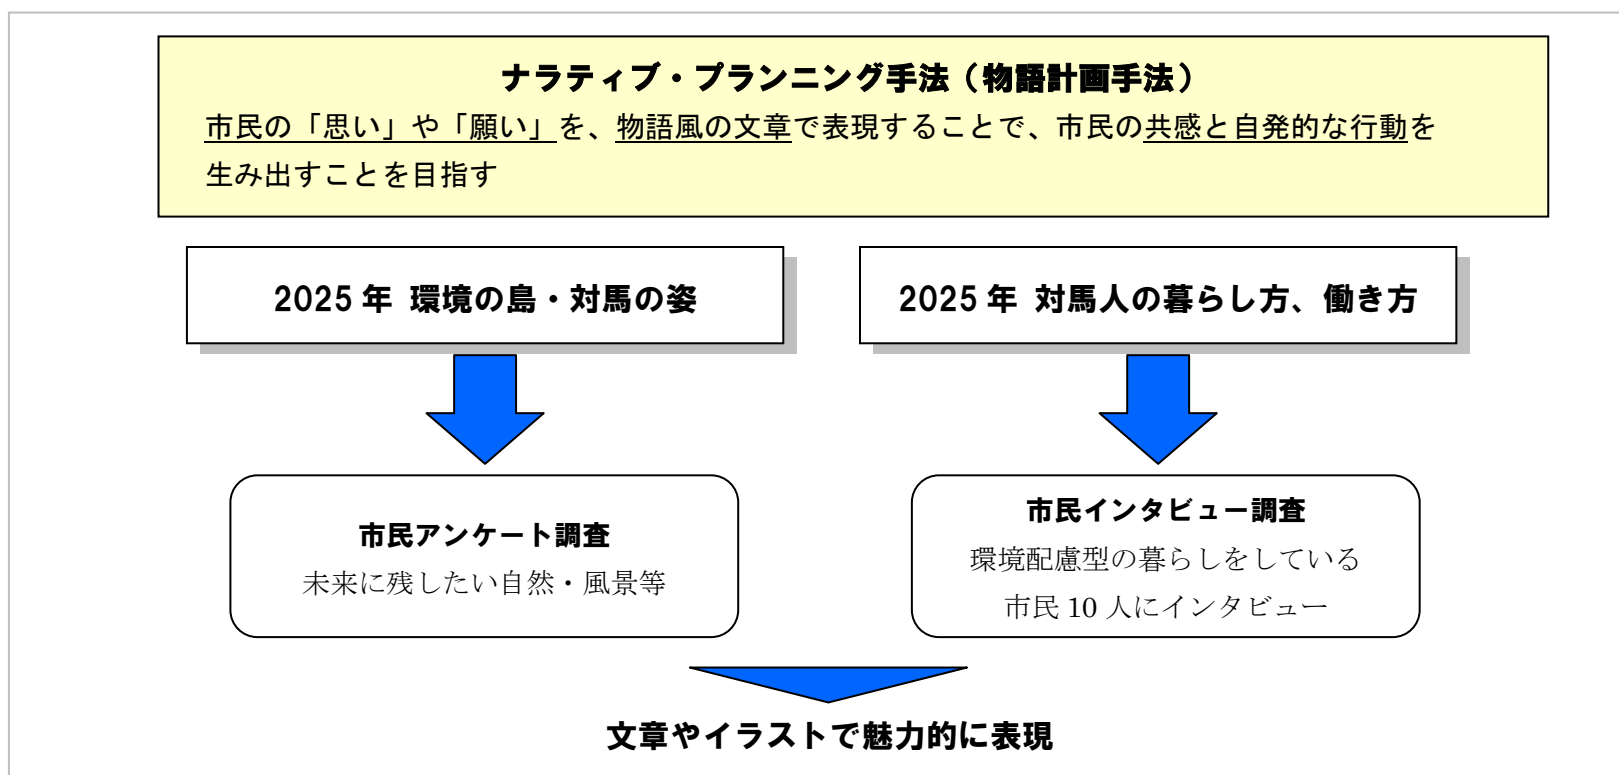 ナラティブ・プランニング手法(物語計画手法)
市民の「思い」や「願い」を、物語風の文章で表現することで、市民の共感と自発的な行動を
生み出すことを目指す
2025年 環境の島・対馬の姿
2025年 対馬人の暮らし方、働き方
市民アンケート調査
未来に残したい自然・風景等
市民インタビュー調査
環境配慮型の暮らしをしている
市民10人にインタビュー
文章やイラストで魅力的に表現